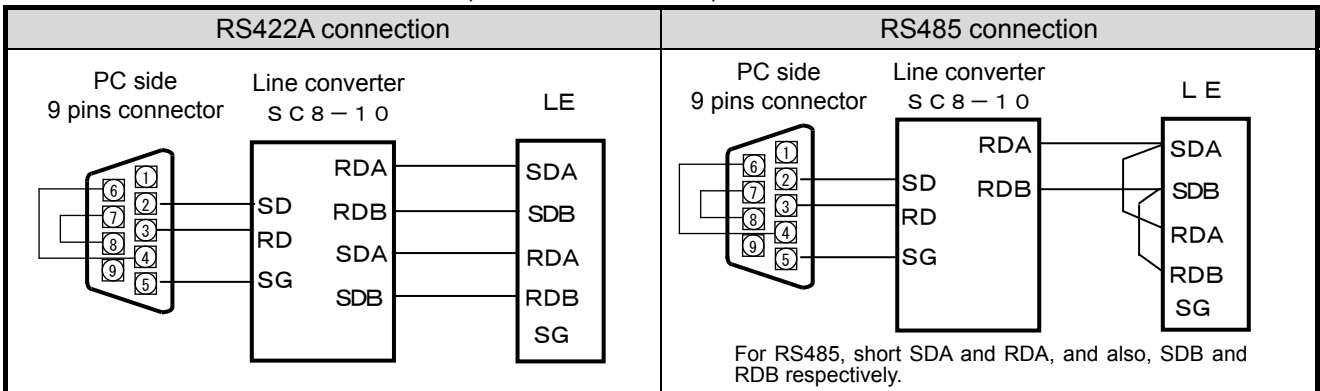 RS422A connection
PC side
9 pins connector
Line converter
ＳＣ８－１０
LE
6
7
8
9
1
2
3
4
5
SD
RD
SG
RDA
RDB
SDA
SDB
SDA
SDB
RDA
RDB
SG
RS485 connection
PC side
9 pins connector
Line converter
ＳＣ８－１０
ＬＥ
6
7
8
9
1
2
3
4
5
SD
RD
SG
RDA
RDB
SDA
SDB
RDA
RDB
SG
For RS485, short SDA and RDA, and also, SDB and
RDB respectively.